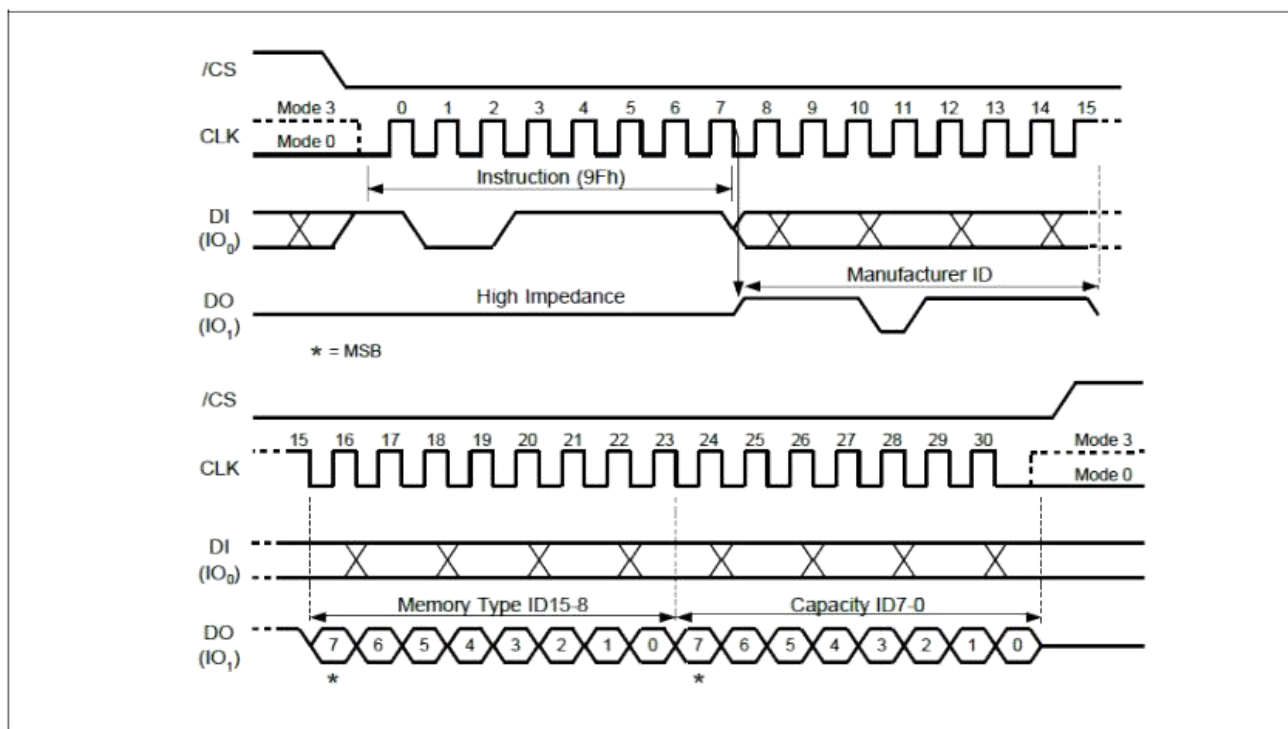 /CS
Mode 3 0 1 2 3 4 5 6 7 8 9 10 11 12 13 14 15
CLK
Mode 0
Instruction (9Fh)
DI
(IO0)
Manufacturer ID
High Impedance
DO
(IO1)
* = MSB
/CS
15 16 17 18 19 20 21 22 23 24 25 26 27 28 29 30 Mode 3
CLK
Mode 0
DI
(IO0)
Memory Type ID15-8 Capacity ID7-0
DO
7 6 5 4 3 2 1 0 7 6 5 4 3 2 1 0
(IO1)
* *